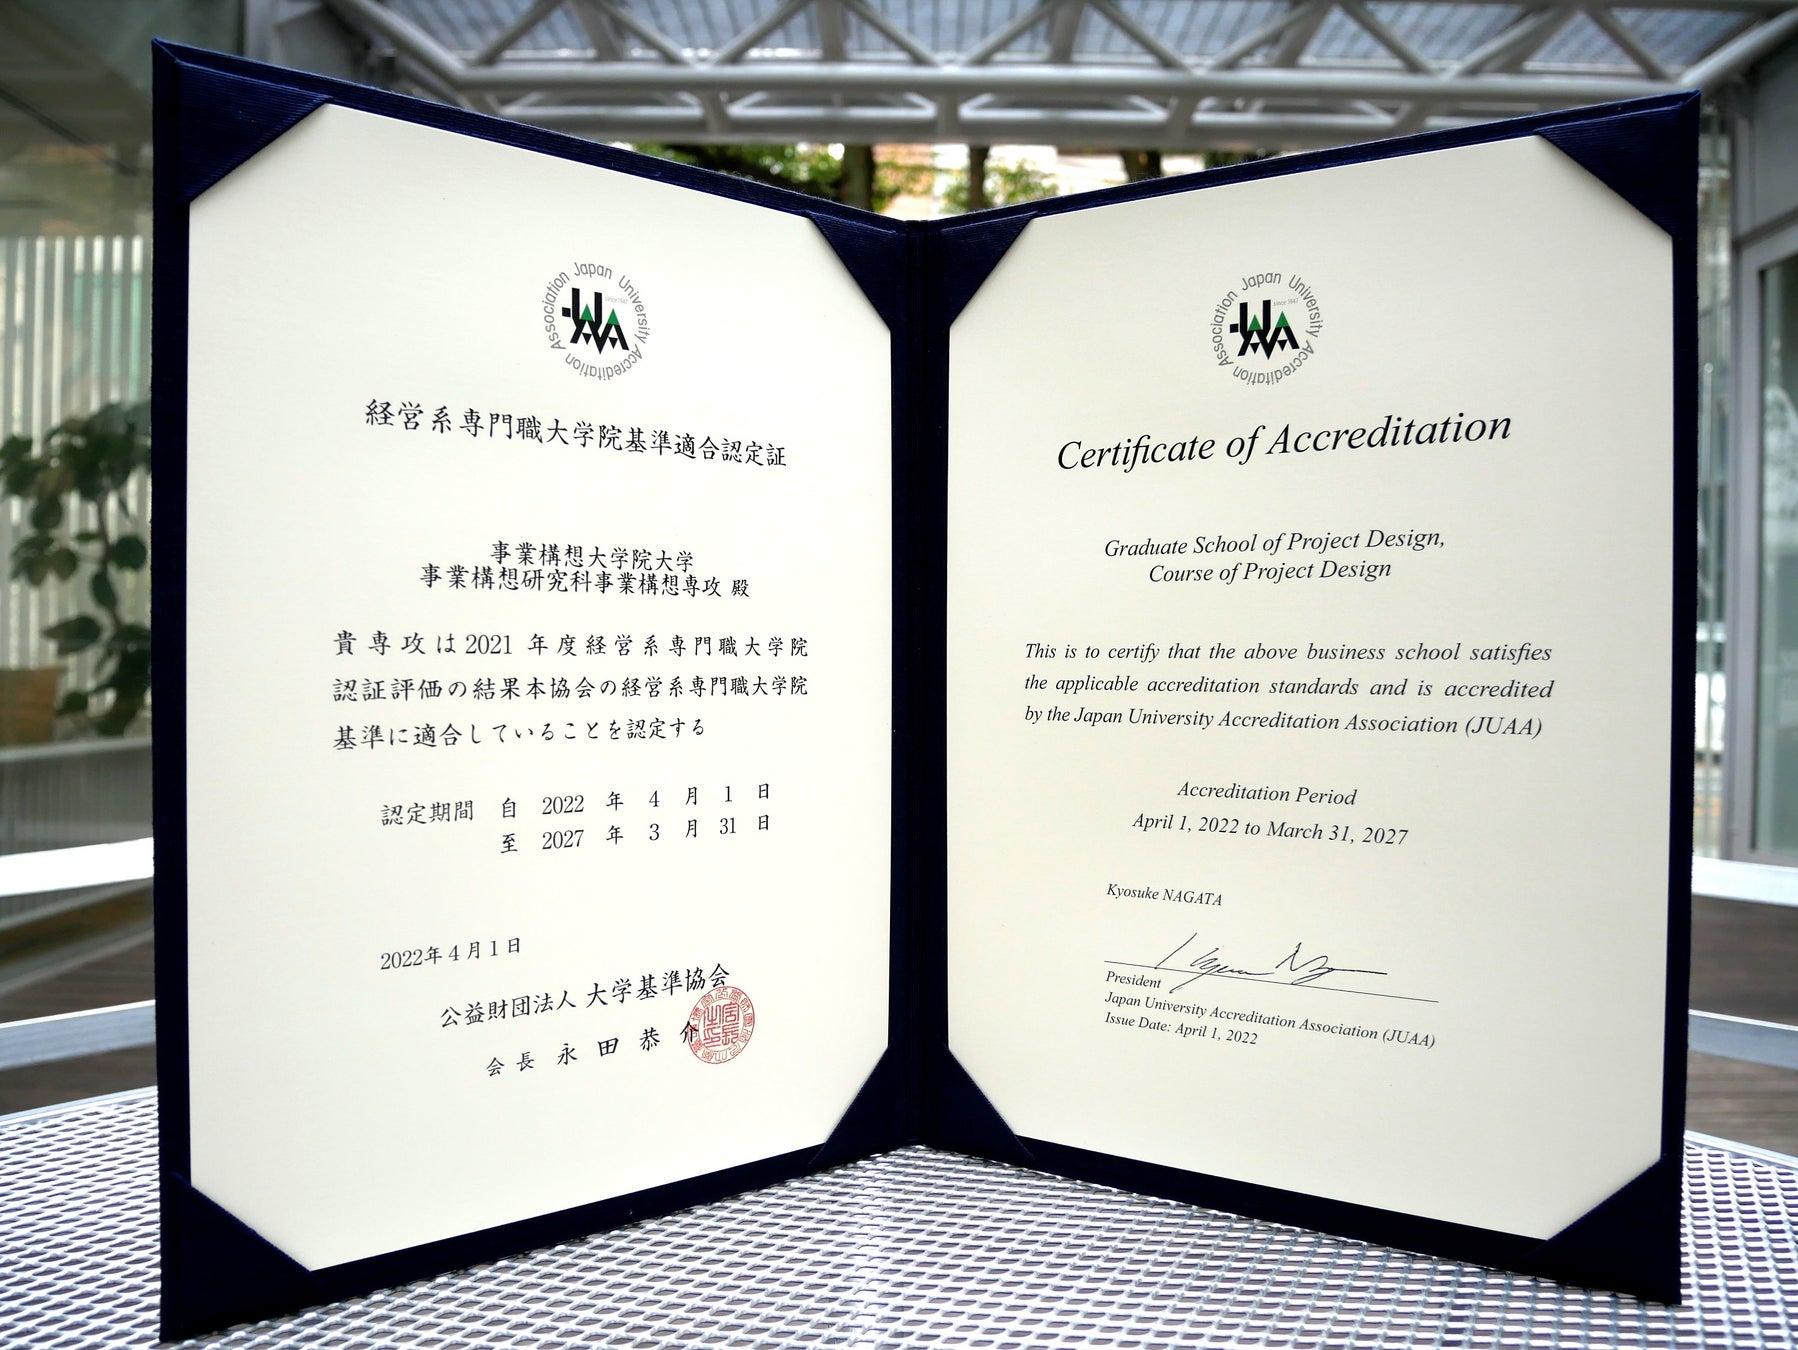 Japan University Accreditation Association
since 1947
JUAA
経営系専門職大学院基準適合認定証
事業構想大学院大学
事業構想研究科事業構想専攻 殿
貴専攻は2021年度経営系専門職大学院
認証評価の結果本協会の経営系専門職大学院
基準に適合していることを認定する
認定期間 自 2022 年 4 月 1 日
至 2027 年 3 月 31 日
2022年4月1日
公益財団法人 大学基準協会
会長 永田 恭介
Japan University Accreditation Association
since 1947
JUAA
Certificate of Accreditation
Graduate School of Project Design,
Course of Project Design
This is to certify that the above business school satisfies
the applicable accreditation standards and is accredited
by the Japan University Accreditation Association (JUAA)
Accreditation Period
April 1, 2022 to March 31, 2027
Kyosuke NAGATA
President
Japan University Accreditation Association (JUAA)
Issue Date: April 1, 2022